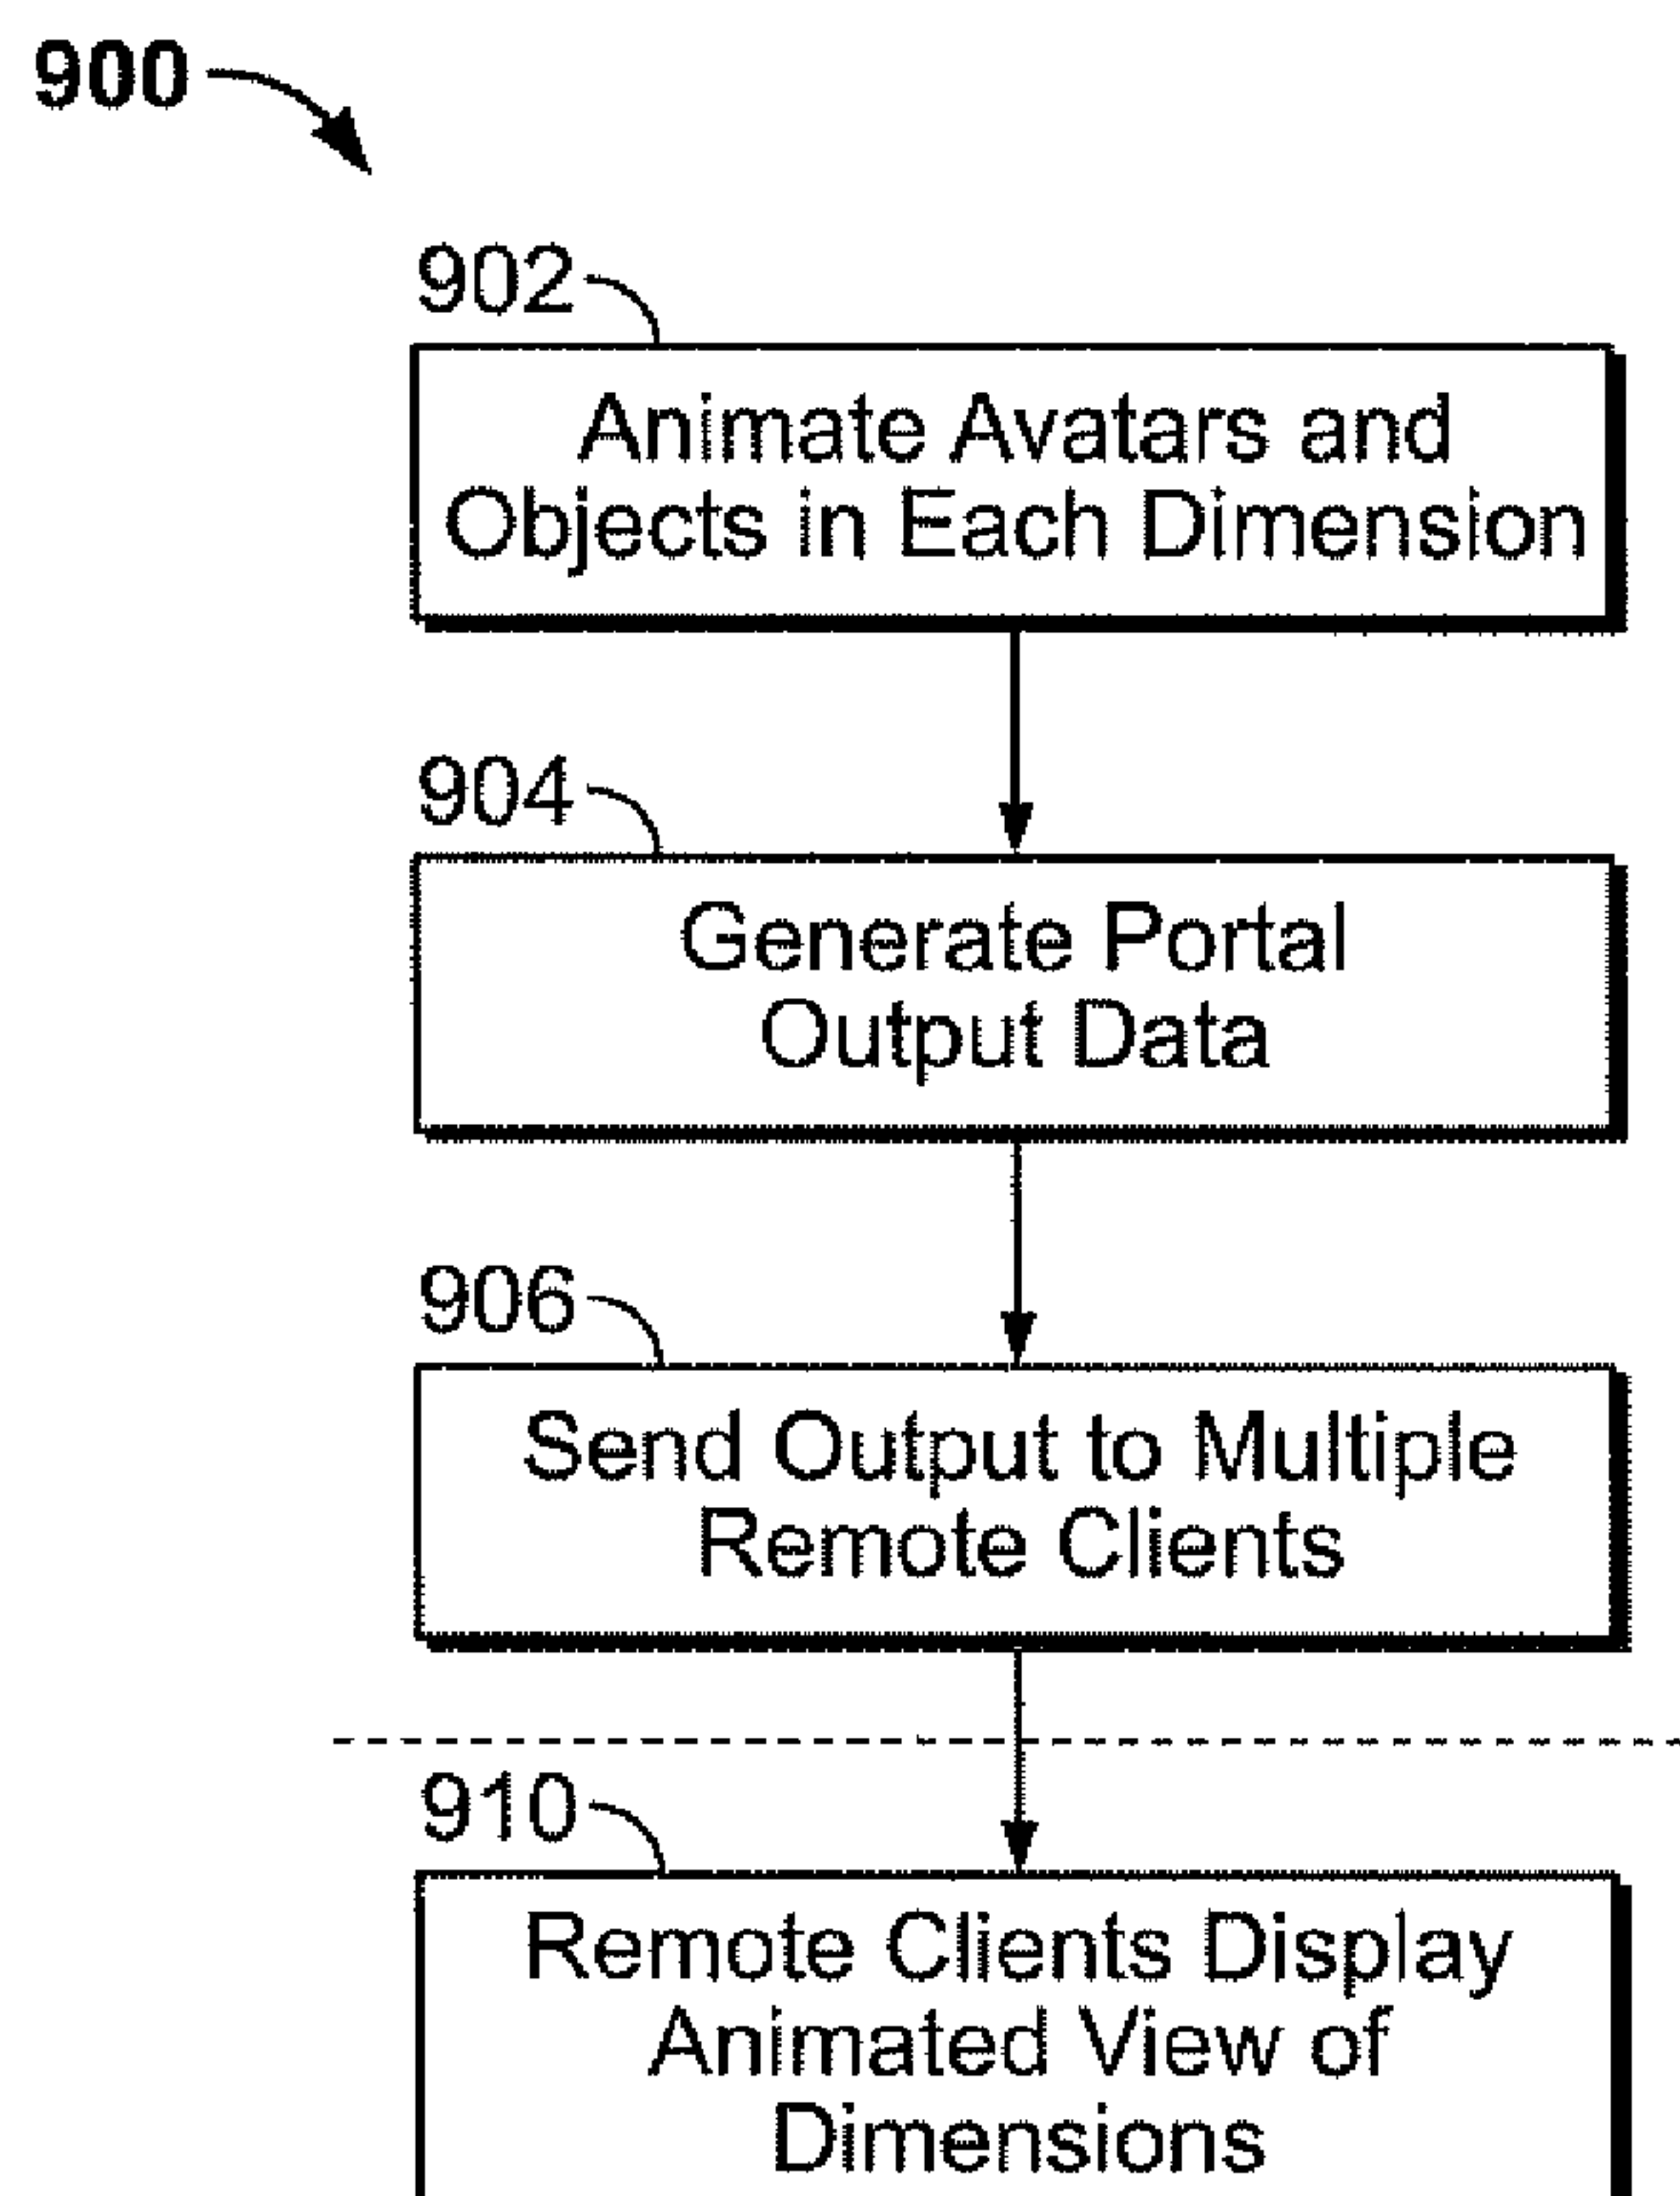 900
902
Animate Avatars and
Objects in Each Dimension
904
Generate Portal
Output Data
906
Send Output to Multiple
Remote Clients
910
Remote Clients Display
Animated View of
Dimensions